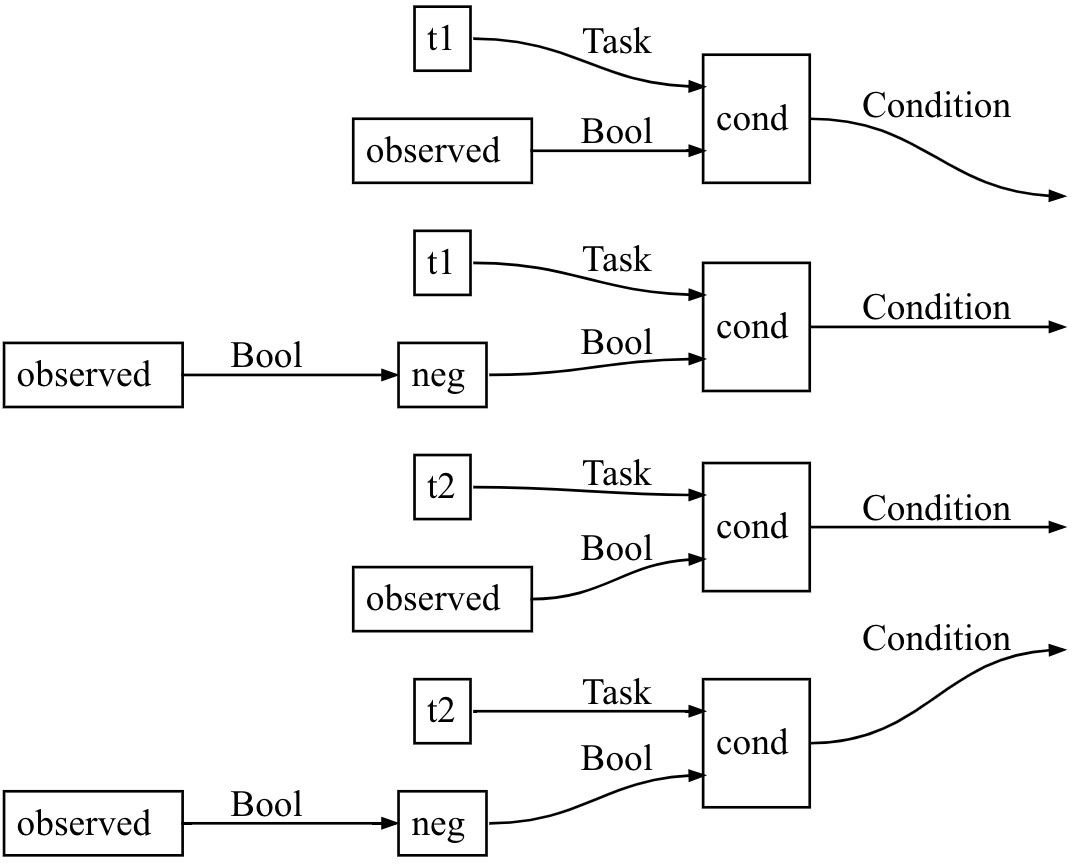 t1
Task
cond
Condition
observed
Bool
t1
Task
cond
Condition
observed
Bool
neg
Bool
t2
Task
cond
Condition
observed
Bool
t2
Task
cond
Condition
observed
Bool
neg
Bool